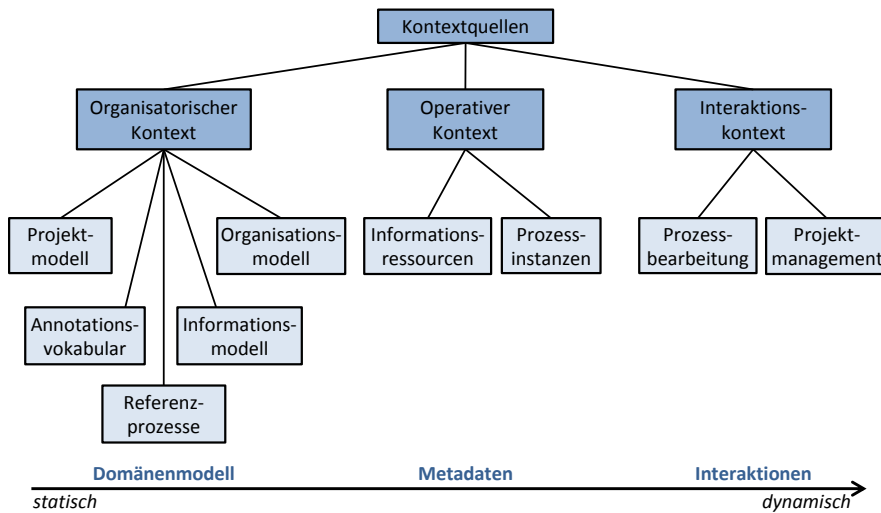 Kontextquellen
Organisatorischer
Kontext
Operativer
Kontext
Interaktions-
kontext
Projekt-
modell
Organisations-
modell
Informations-
ressourcen
Prozess-
instanzen
Prozess-
bearbeitung
Projekt-
management
Annotations-
vokabular
Informations-
modell
Referenz-
prozesse
Domänenmodell
Metadaten
Interaktionen
statisch
dynamisch